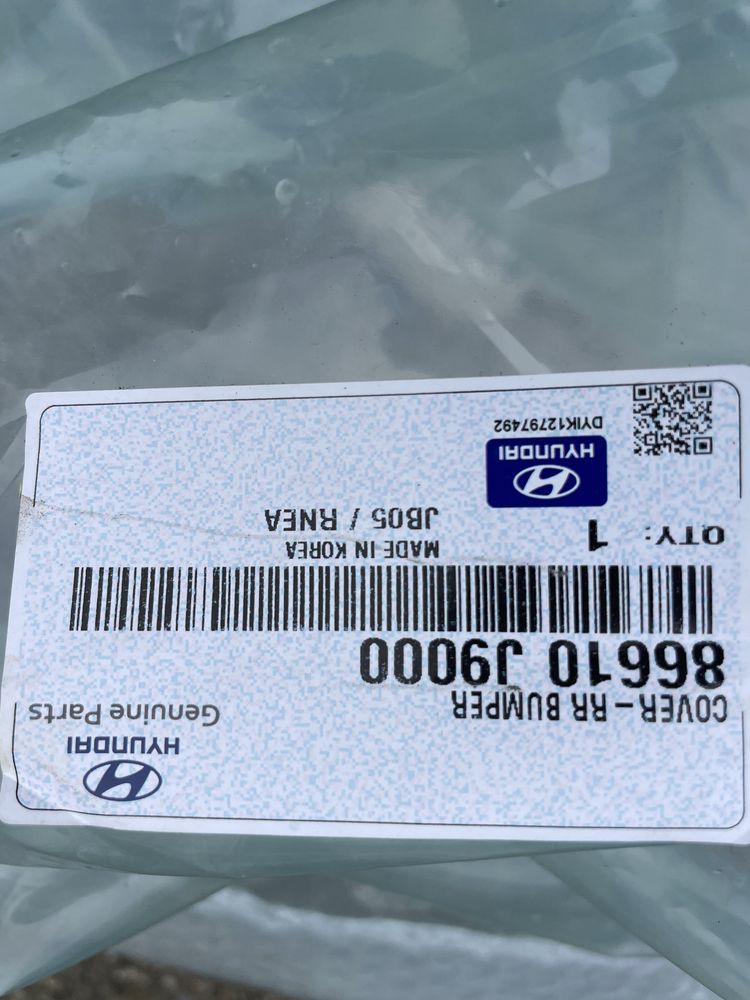 HYUNDAI
Genuine Parts
COVER-RR BUMPER
86610 J9000
MADE IN KOREA
QTY: 1
JB05 / RNEA
HYUNDAI
DYIK12797492